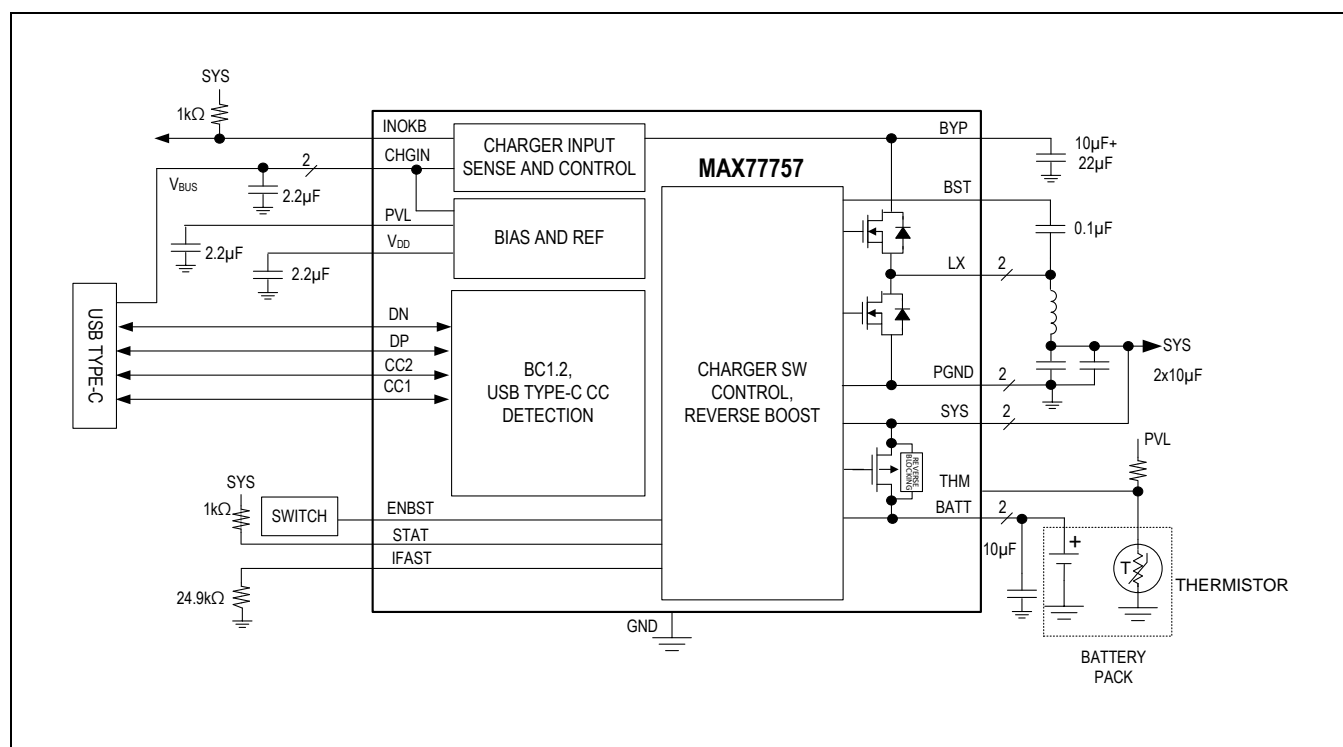 SYS
1kΩ
INOKB
CHGIN
2
VBUS
2.2µF
PVL
2.2µF
VDD
2.2µF
CHARGER INPUT
SENSE AND CONTROL
BIAS AND REF
MAX77757
BYP
10µF+
22µF
BST
0.1µF
LX
2
USB TYPE-C
DN
DP
CC2
CC1
BC1.2,
USB TYPE-C CC
DETECTION
CHARGER SW
CONTROL,
REVERSE BOOST
SYS
2x10µF
PGND
2
SYS
2
REVERSE
BLOCKING
PVL
THM
BATT
2
10µF
+
T
THERMISTOR
BATTERY
PACK
SYS
1kΩ
SWITCH
ENBST
STAT
IFAST
24.9kΩ
GND